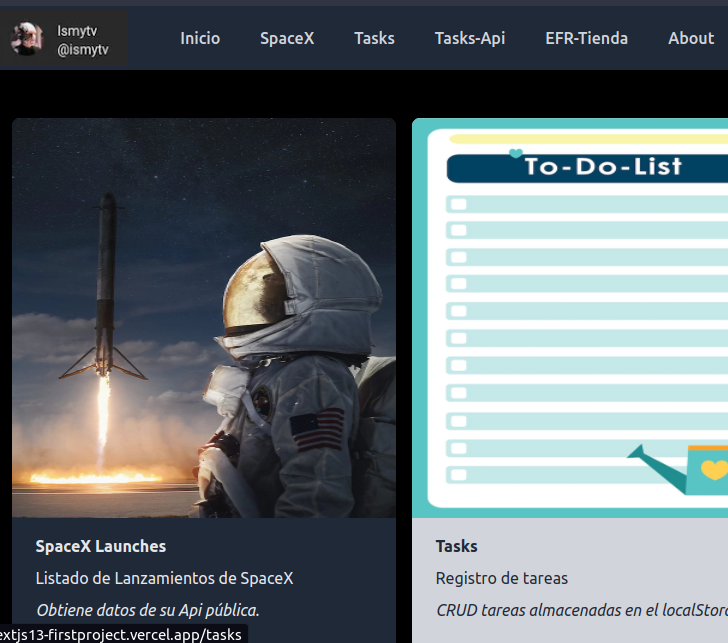 Ismytv
@ismytv
Inicio SpaceX Tasks Tasks-Api EFR-Tienda About
To-Do-List
SpaceX Launches
Listado de Lanzamientos de SpaceX
Obtiene datos de su Api pública.
Tasks
Registro de tareas
CRUD tareas almacenadas en el localStora
extjs13-firstproject.vercel.app/tasks